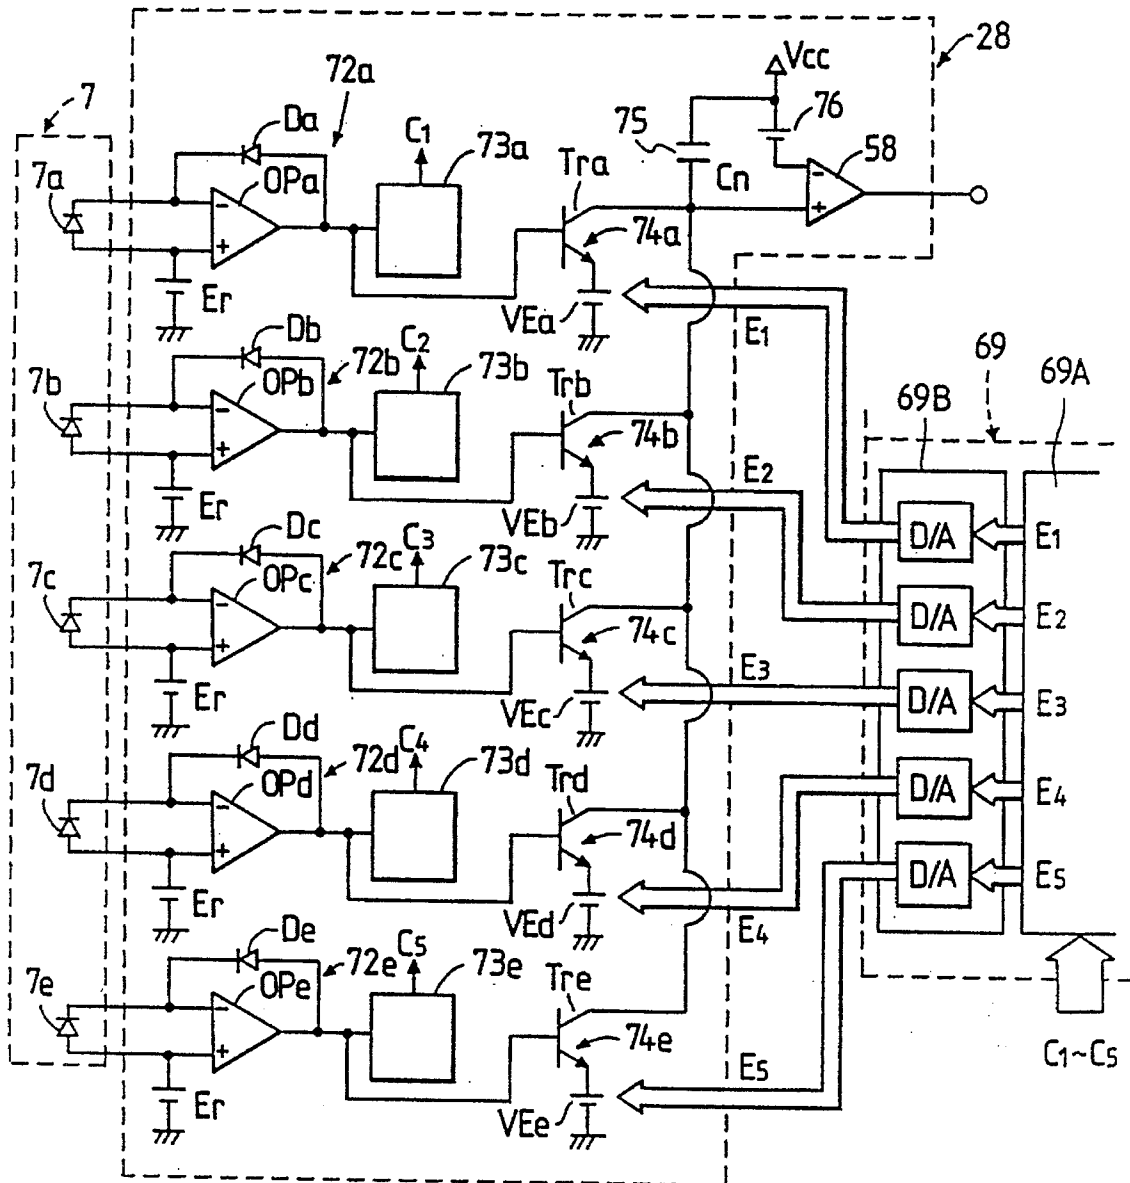 28
Vcc
72a
7
Da
C1
73a
75
76
58
7a
OPa
Tra
Cn
-
+
-
+
74a
Er
VEa
E1
Db
72b
C2
73b
69
69A
7b
OPb
Trb
69B
-
+
74b
E2
Er
VEb
D/A
E1
Dc
72c
C3
73c
7c
OPc
Trc
D/A
E2
-
+
74c
E3
Er
VEc
D/A
E3
Dd
72d
C4
73d
7d
OPd
Trd
D/A
E4
-
+
74d
Er
VEd
E4
D/A
E5
De
72e
C5
73e
7e
OPe
Tre
-
+
74e
C1~C5
E5
Er
VEe